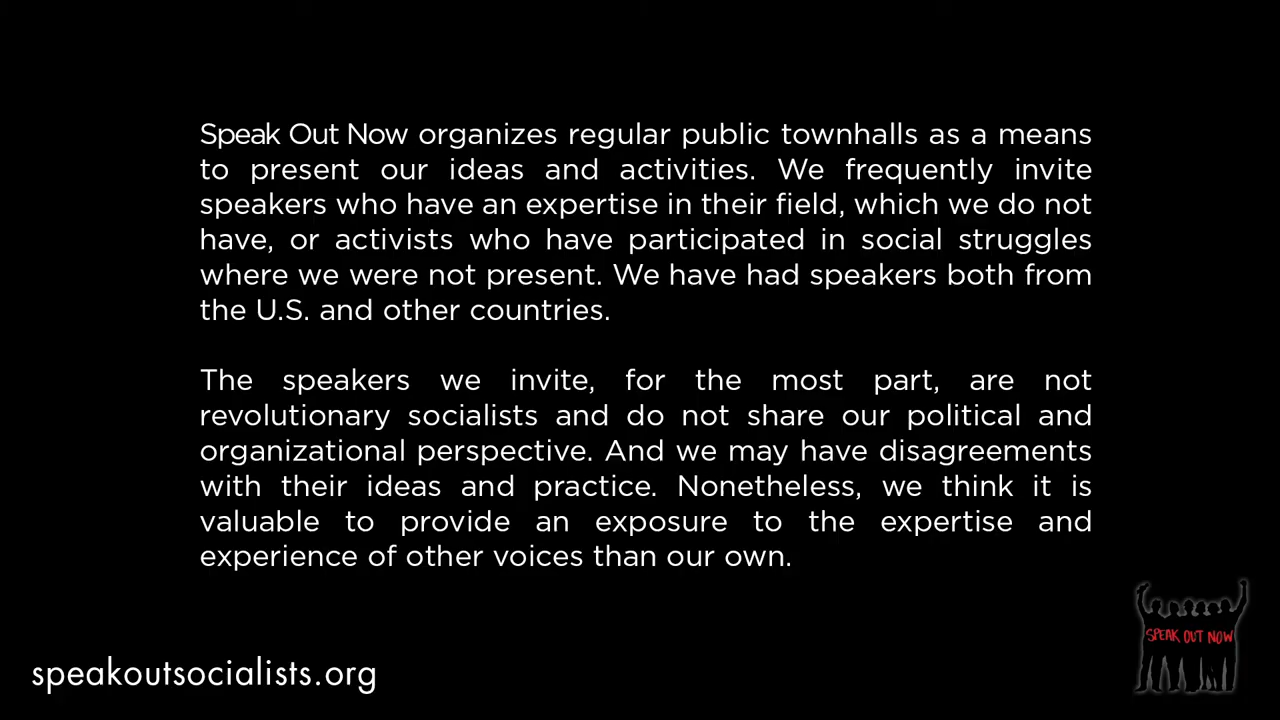 Speak Out Now organizes regular public townhalls as a means
to present our ideas and activities. We frequently invite
speakers who have an expertise in their field, which we do not
have, or activists who have participated in social struggles
where we were not present. We have had speakers both from
the U.S. and other countries.
The speakers we invite, for the most part, are not
revolutionary socialists and do not share our political and
organizational perspective. And we may have disagreements
with their ideas and practice. Nonetheless, we think it is
valuable to provide an exposure to the expertise and
experience of other voices than our own.
SPEAK OUT NOW
speakoutsocialists.org